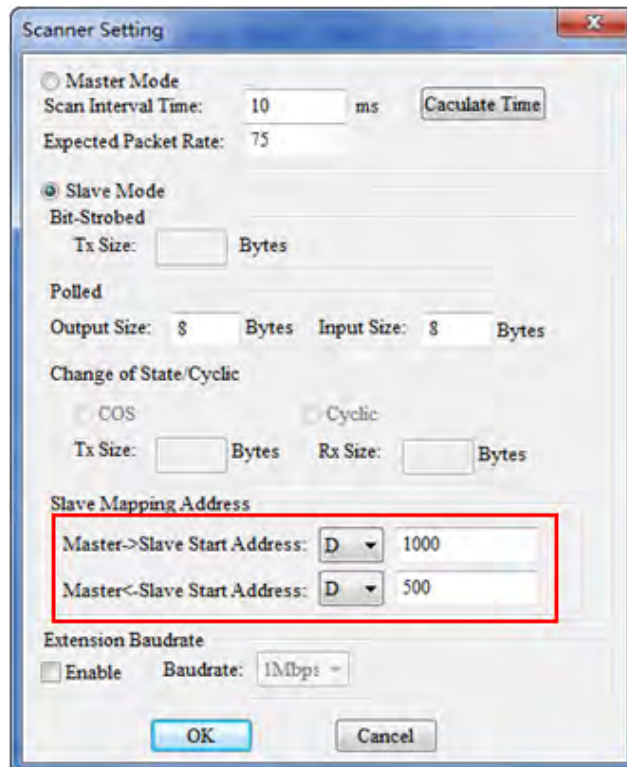 Scanner Setting
Master Mode
Scan Interval Time: 10 ms Caculate Time
Expected Packet Rate: 75
Slave Mode
Bit-Strobed
Tx Size: Bytes
Polled
Output Size: 8 Bytes Input Size: 8 Bytes
Change of State/Cyclic
COS Cyclic
Tx Size: Bytes Rx Size: Bytes
Slave Mapping Address
Master->Slave Start Address: D 1000
Master<-Slave Start Address: D 500
Extension Baudrate
Enable Baudrate: 1Mbps
OK Cancel